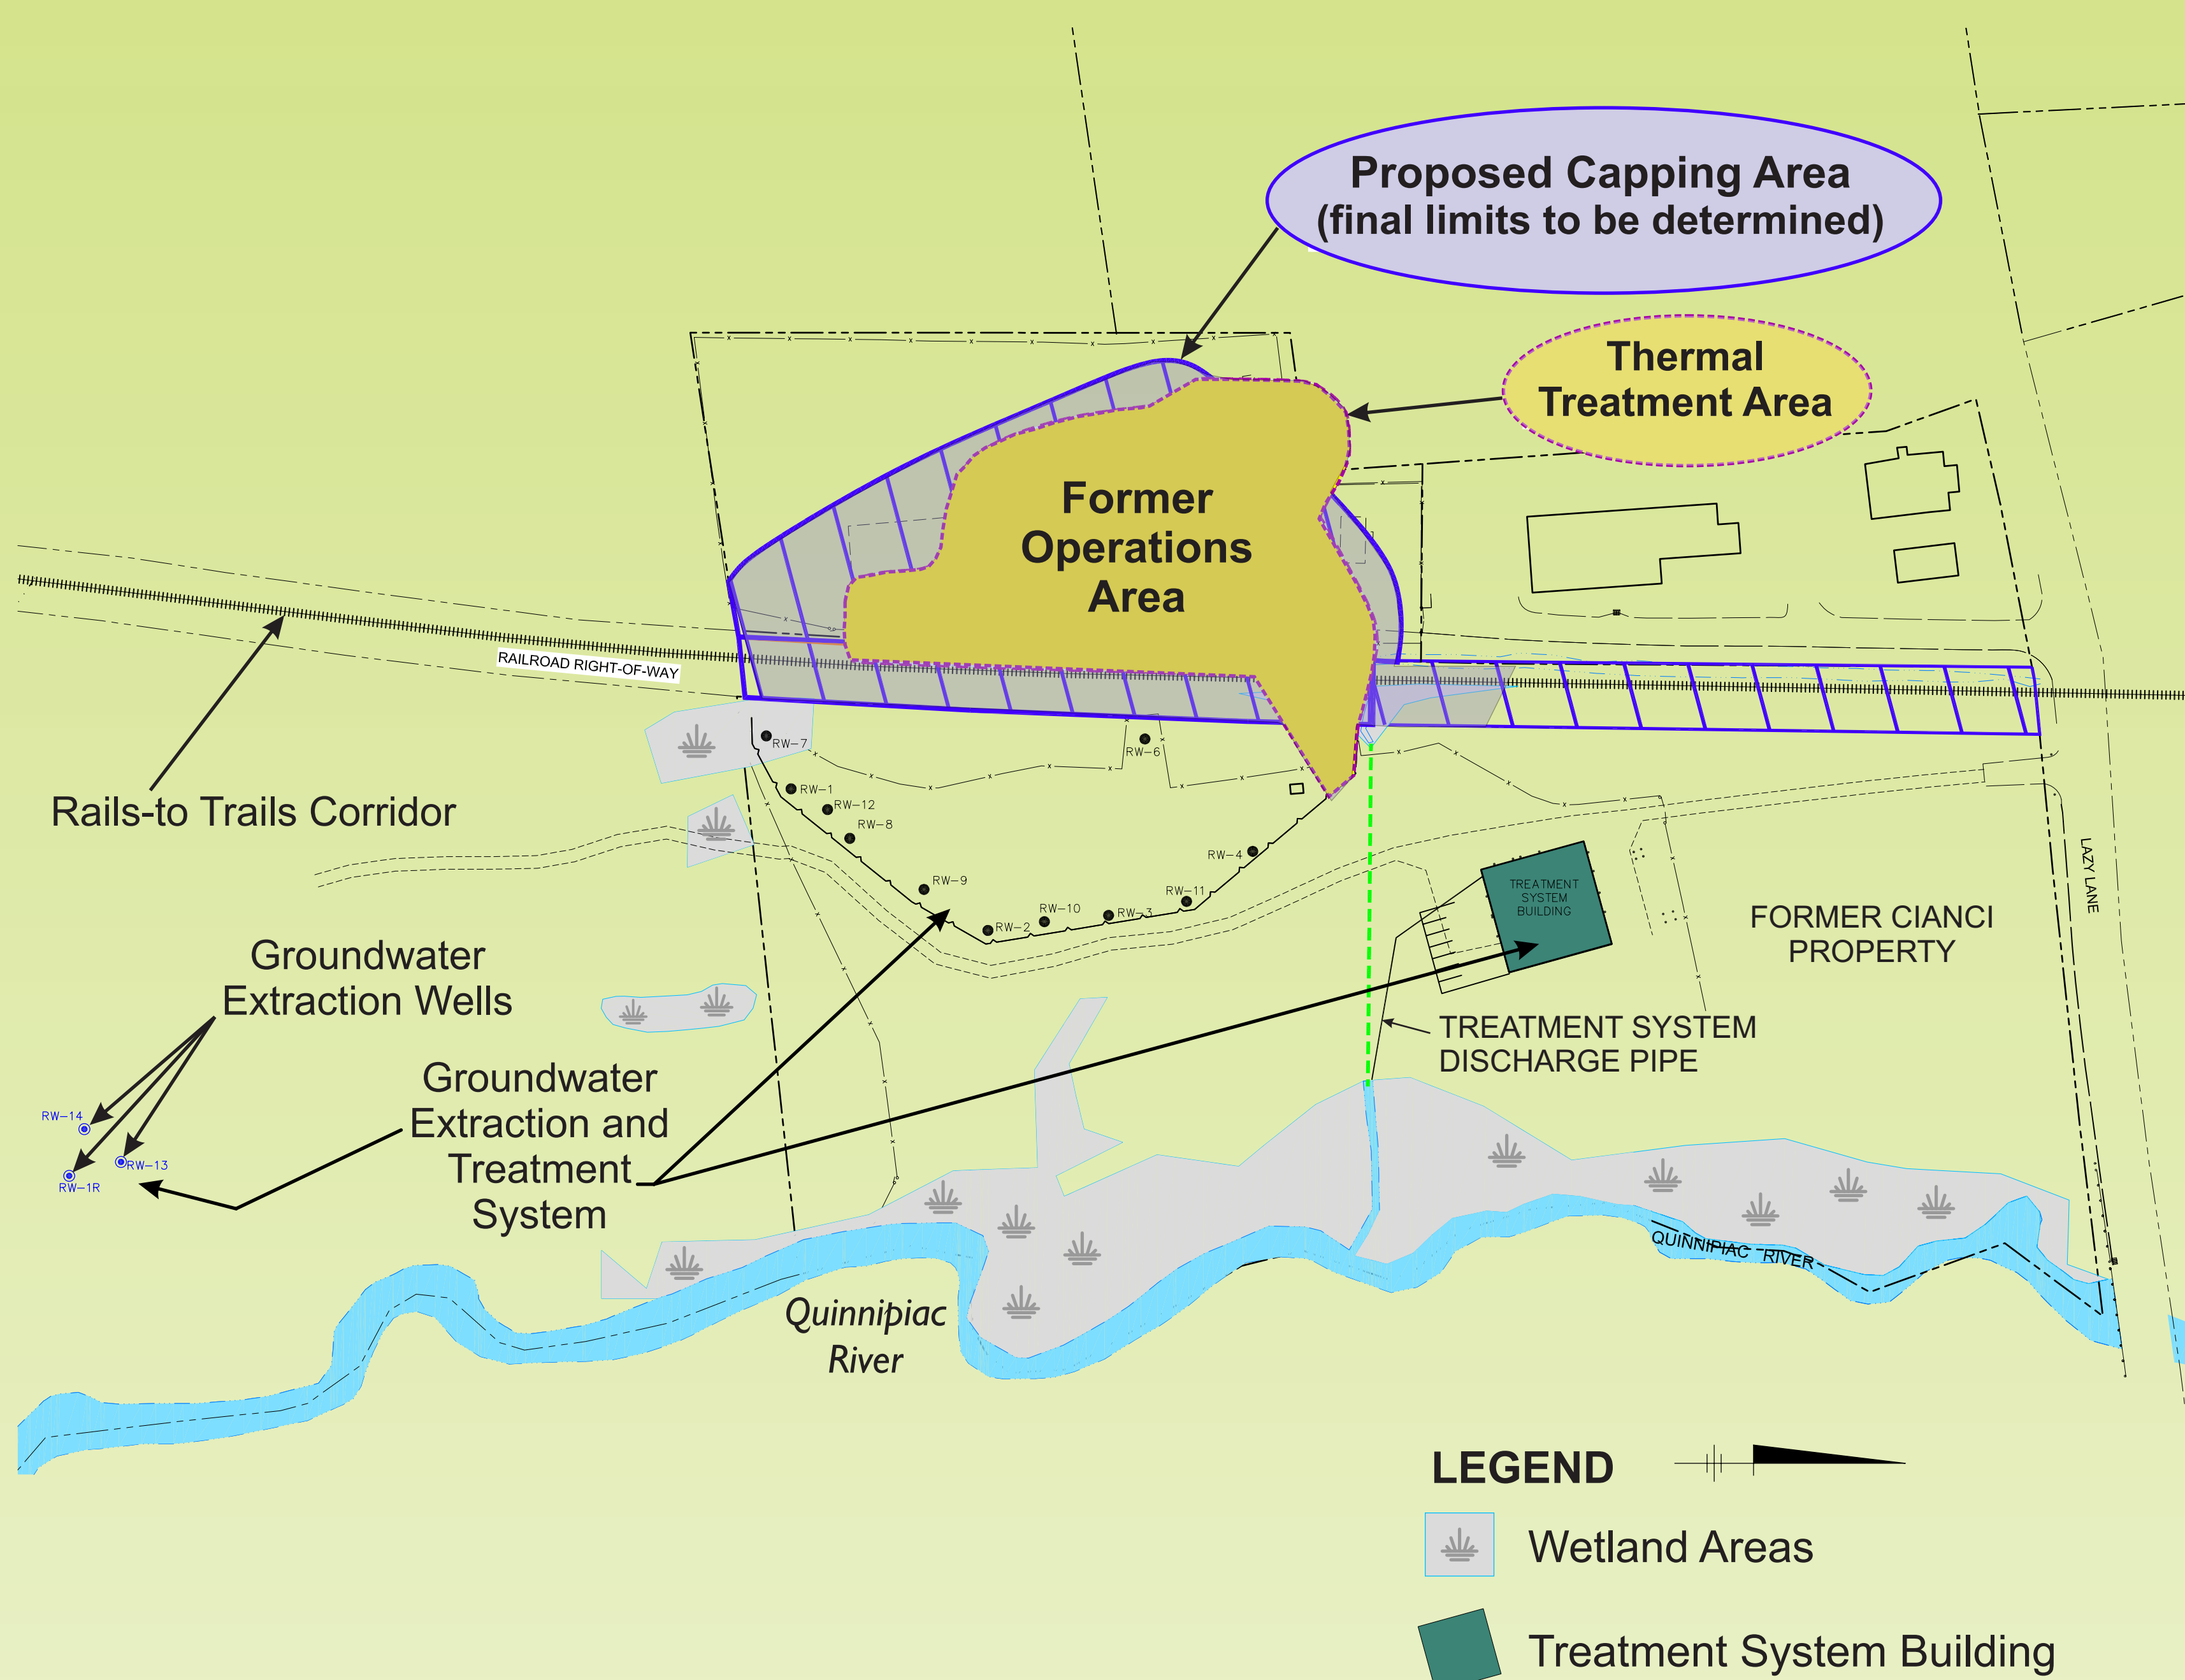 Proposed Capping Area
(final limits to be determined)
Thermal
Treatment Area
Former
Operations
Area
RAILROAD RIGHT-OF-WAY
Rails-to Trails Corridor
RW-7
RW-6
RW-1
RW-12
RW-8
RW-4
RW-9
RW-11
RW-10
RW-3
RW-2
TREATMENT
SYSTEM
BUILDING
LAZY LANE
FORMER CIANCI
PROPERTY
Groundwater
Extraction Wells
TREATMENT SYSTEM
DISCHARGE PIPE
Groundwater
Extraction and
Treatment
System
RW-14
RW-13
RW-1R
QUINNIPIAC RIVER
Quinnipiac
River
LEGEND
Wetland Areas
Treatment System Building